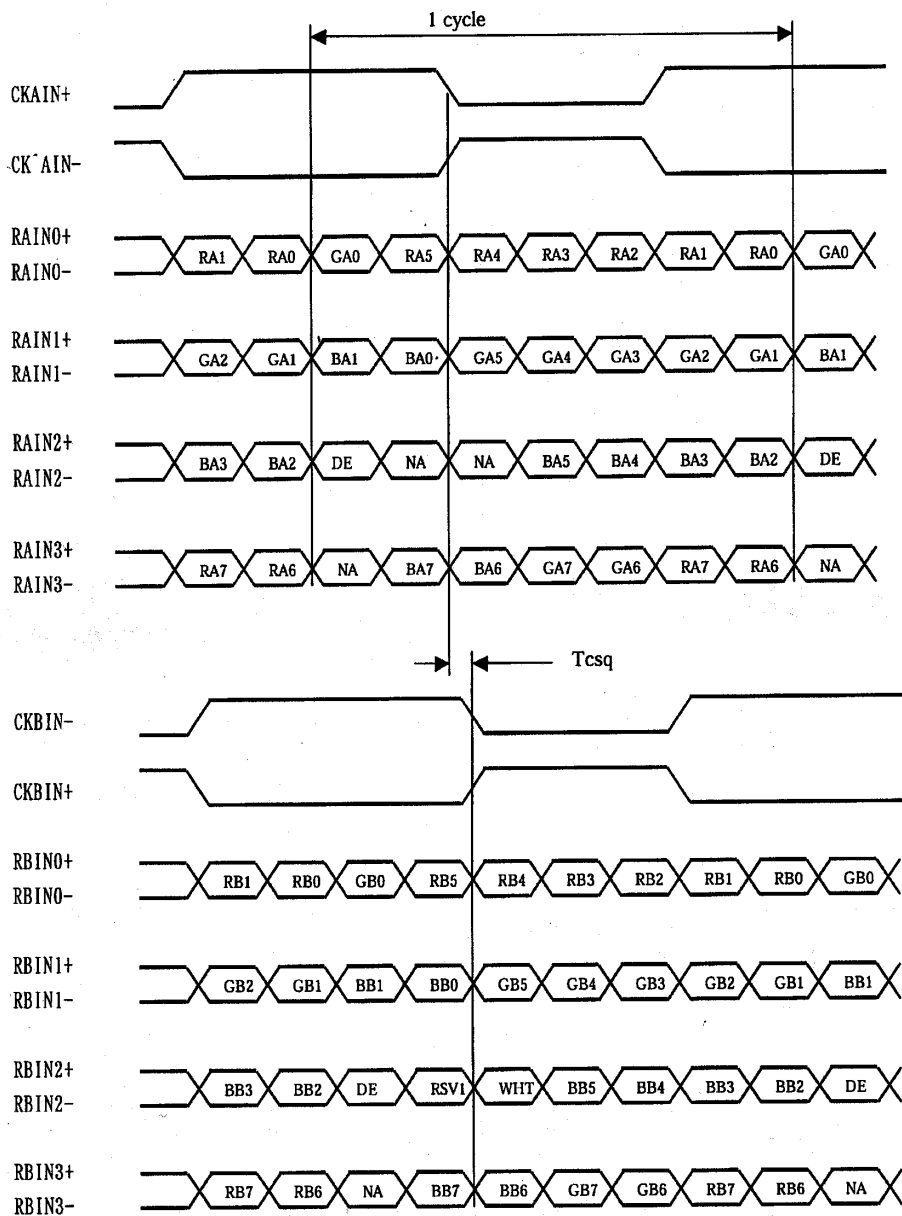 1 cycle
CKAIN+
CK-AIN-
RAIN0+
RA1 RA0 GA0 RA5 RA4 RA3 RA2 RA1 RA0 GA0
RAIN0-
RAIN1+
GA2 GA1 BA1 BA0 GA5 GA4 GA3 GA2 GA1 BA1
RAIN1-
RAIN2+
BA3 BA2 DE NA NA BA5 BA4 BA3 BA2 DE
RAIN2-
RAIN3+
RA7 RA6 NA BA7 BA6 GA7 GA6 RA7 RA6 NA
RAIN3-
Tcsq
CKBIN-
CKBIN+
RBIN0+
RB1 RB0 GB0 RB5 RB4 RB3 RB2 RB1 RB0 GB0
RBIN0-
RBIN1+
GB2 GB1 BB1 BB0 GB5 GB4 GB3 GB2 GB1 BB1
RBIN1-
RBIN2+
BB3 BB2 DE RSV1 WHT BB5 BB4 BB3 BB2 DE
RBIN2-
RBIN3+
RB7 RB6 NA BB7 BB6 GB7 GB6 RB7 RB6 NA
RBIN3-